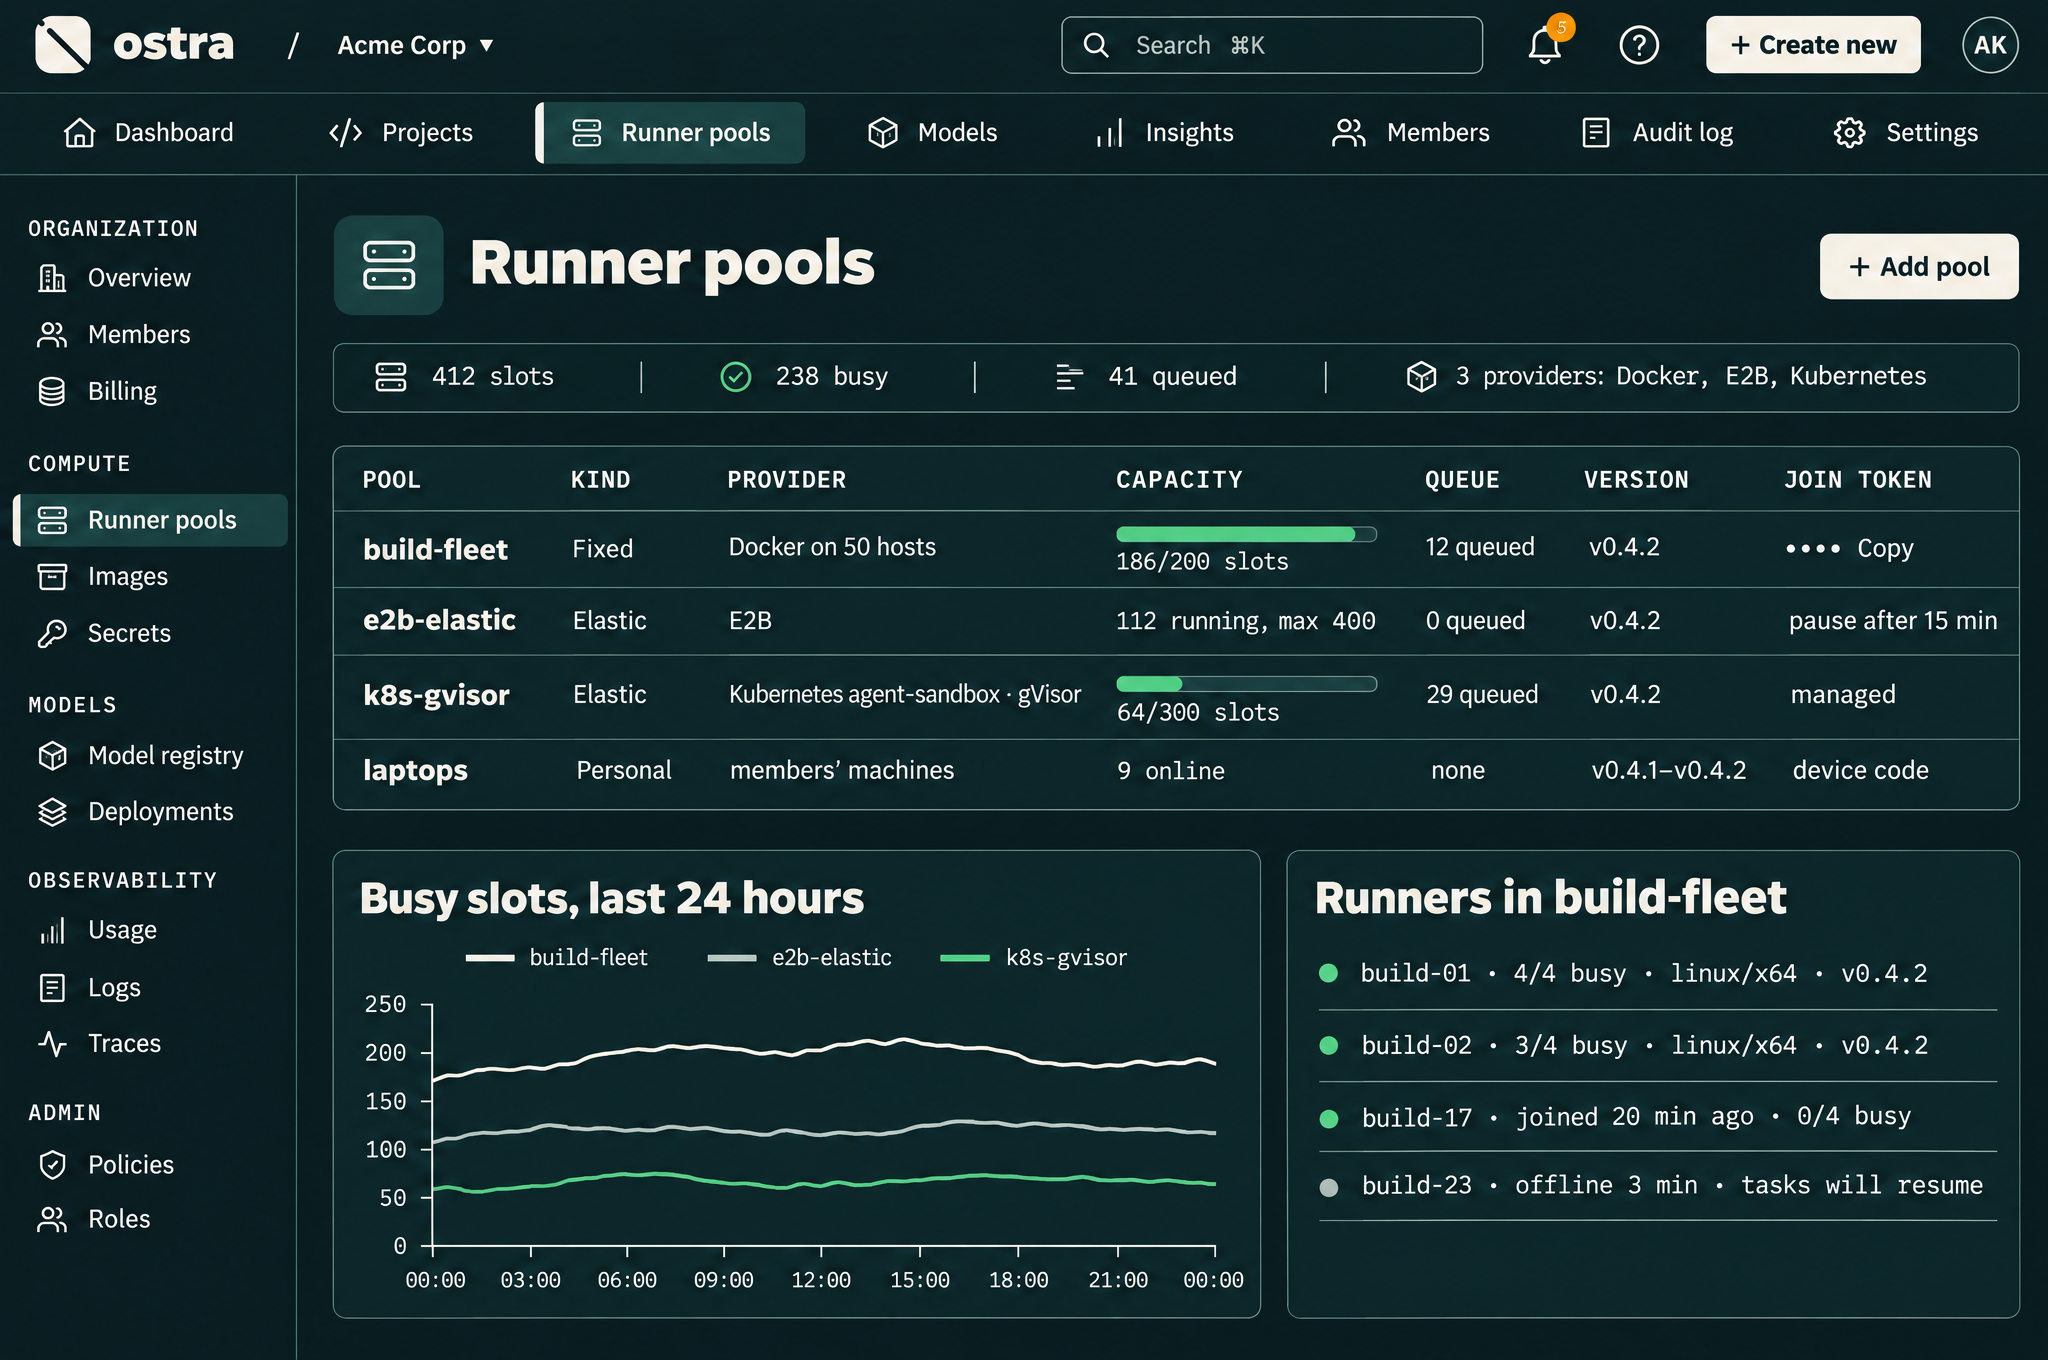 ostra / Acme Corp ▼ Search ⌘K 5 ? + Create new AK
Dashboard </> Projects Runner pools Models Insights Members Audit log Settings
ORGANIZATION
Overview
Members
Billing
COMPUTE
Runner pools
Images
Secrets
MODELS
Model registry
Deployments
OBSERVABILITY
Usage
Logs
Traces
ADMIN
Policies
Roles
Runner pools
+ Add pool
412 slots | 238 busy | 41 queued | 3 providers: Docker, E2B, Kubernetes
POOL KIND PROVIDER CAPACITY QUEUE VERSION JOIN TOKEN
build-fleet Fixed Docker on 50 hosts 186/200 slots 12 queued v0.4.2 •••• Copy
e2b-elastic Elastic E2B 112 running, max 400 0 queued v0.4.2 pause after 15 min
k8s-gvisor Elastic Kubernetes agent-sandbox · gVisor 64/300 slots 29 queued v0.4.2 managed
laptops Personal members’ machines 9 online none v0.4.1–v0.4.2 device code
Busy slots, last 24 hours
build-fleet e2b-elastic k8s-gvisor
250
200
150
100
50
0
00:00 03:00 06:00 09:00 12:00 15:00 18:00 21:00 00:00
Runners in build-fleet
build-01 • 4/4 busy • linux/x64 • v0.4.2
build-02 • 3/4 busy • linux/x64 • v0.4.2
build-17 • joined 20 min ago • 0/4 busy
build-23 • offline 3 min • tasks will resume